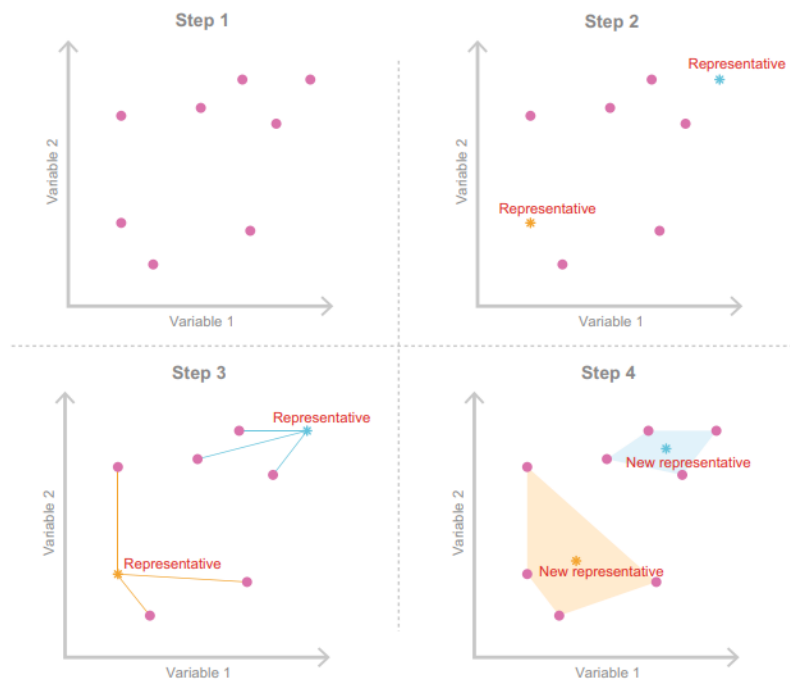 Step 1
Variable 2
Variable 1
Step 2
Representative
Representative
Variable 2
Variable 1
Step 3
Representative
Representative
Variable 2
Variable 1
Step 4
New representative
New representative
Variable 2
Variable 1